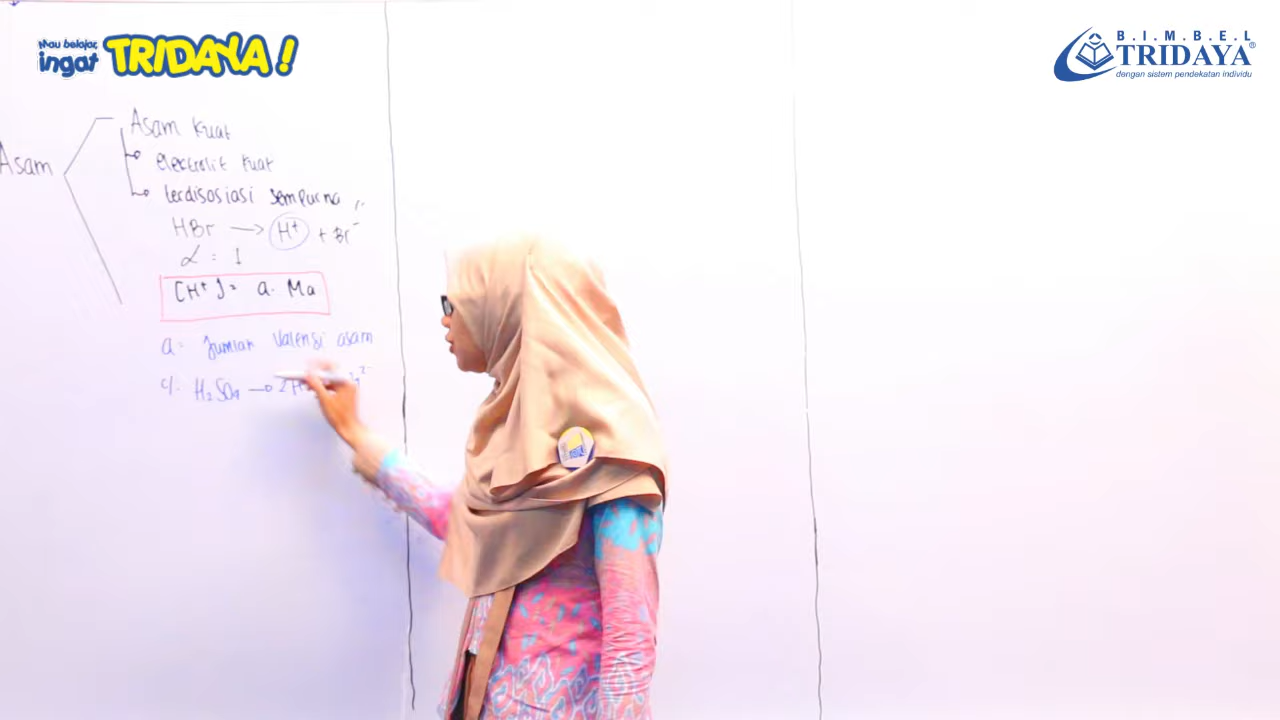 Mau belajar,
ingat TRIDAYA !
B.I.M.B.E.L
TRIDAYA®
dengan sistem pendekatan individu
Asam
Asam kuat
elektrolit kuat
terdisosiasi sempurna
HBr → H⁺ + Br⁻
α = 1
[H⁺] = a. Ma
a = Jumlah Valensi asam
H₂SO₄ → 2H